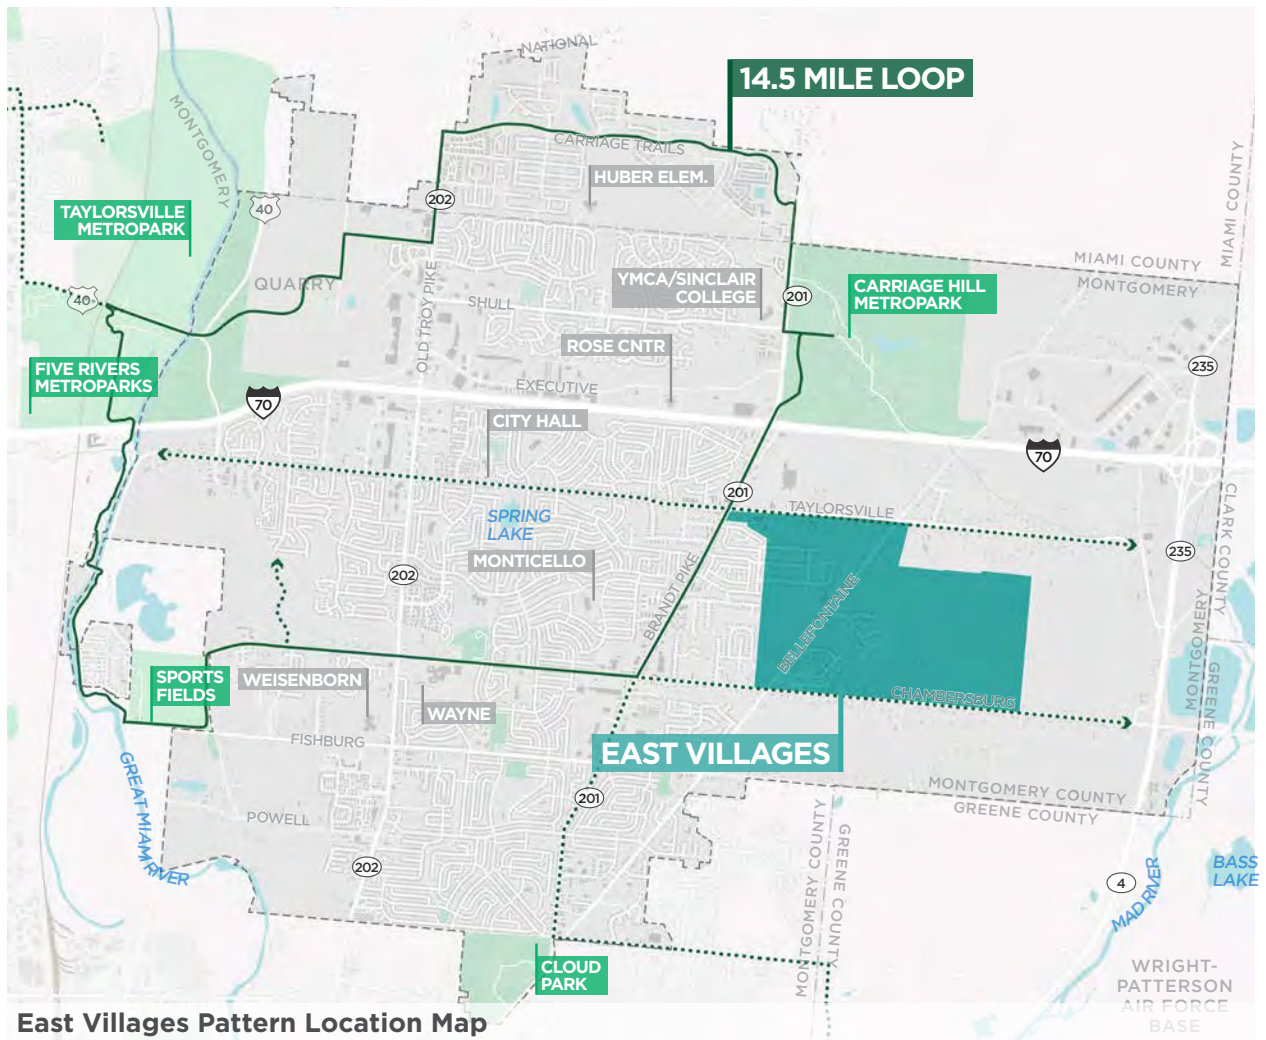 NATIONAL
14.5 MILE LOOP
MONTGOMERY
CARRIAGE TRAILS
MIAMI COUNTY
HUBER ELEM.
202
40
TAYLORSVILLE
METROPARK
MIAMI COUNTY
MONTGOMERY
QUARRY
YMCA/SINCLAIR
COLLEGE
201
CARRIAGE HILL
METROPARK
40
SHULL
OLD TROY PIKE
ROSE CNTR
235
FIVE RIVERS
METROPARKS
EXECUTIVE
70
CITY HALL
70
201
TAYLORSVILLE
CLARK COUNTY
SPRING
LAKE
235
MONTICELLO
202
BRANDT PIKE
BELLEFONTAINE
MONTGOMERY
GREENE COUNTY
SPORTS
FIELDS
WEISENBORN
WAYNE
CHAMBERSBURG
FISHBURG
EAST VILLAGES
GREAT MIAMI RIVER
201
MONTGOMERY COUNTY
GREENE COUNTY
POWELL
MONTGOMERY COUNTY
GREENE COUNTY
202
4
MAD RIVER
BASS
LAKE
CLOUD
PARK
WRIGHT-
PATTERSON
AIR FORCE
BASE
East Villages Pattern Location Map